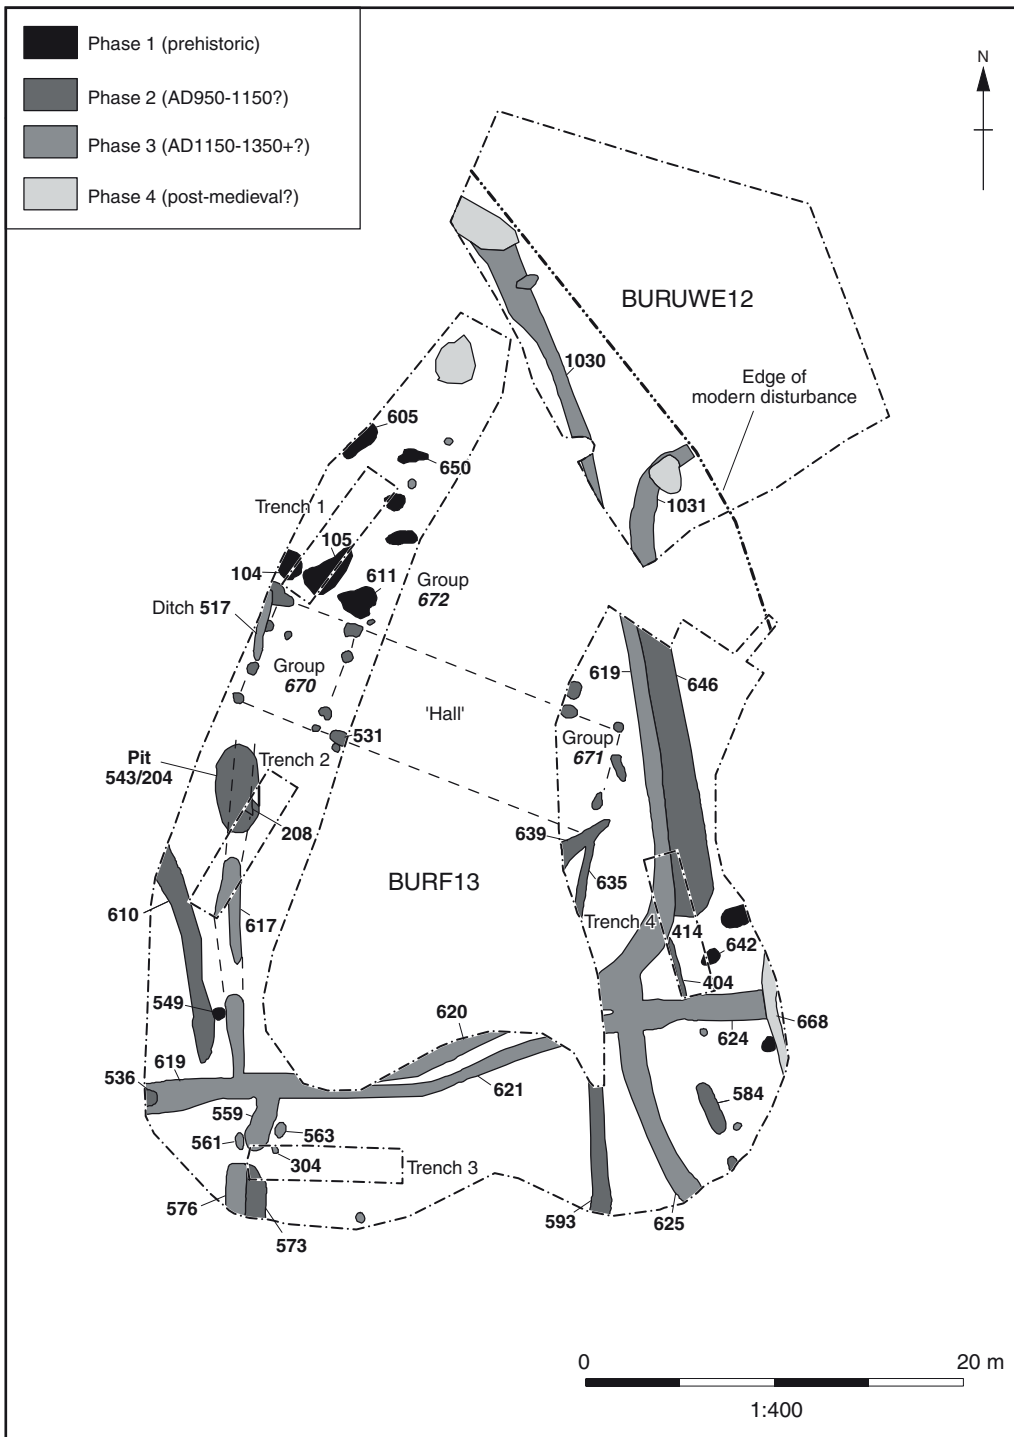 Phase 1 (prehistoric)
Phase 2 (AD950-1150?)
Phase 3 (AD1150-1350+?)
Phase 4 (post-medieval?)
N
BURUWE12
1030
Edge of
modern disturbance
605
650
Trench 1
1031
105
104
611
Group
672
Ditch 517
Group
670
619
646
'Hall'
531
Group
671
Pit
543/204
Trench 2
208
639
BURF13
635
610
617
Trench 4
414
642
404
549
620
668
624
619
536
621
584
559
563
561
304
Trench 3
576
593
625
573
0
20 m
1:400